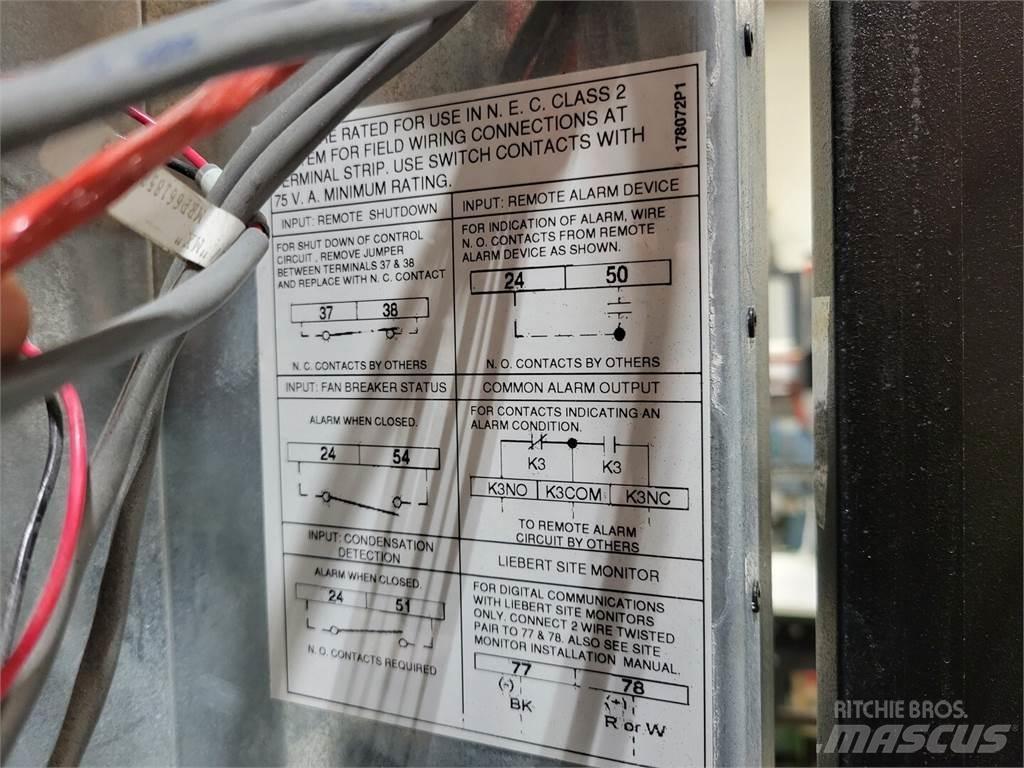 RE RATED FOR USE IN N. E. C. CLASS 2
TEM FOR FIELD WIRING CONNECTIONS AT
ERMINAL STRIP. USE SWITCH CONTACTS WITH
75 V. A. MINIMUM RATING.
178072P1
INPUT: REMOTE SHUTDOWN
FOR SHUT DOWN OF CONTROL
CIRCUIT , REMOVE JUMPER
BETWEEN TERMINALS 37 & 38
AND REPLACE WITH N. C. CONTACT
37 38
N. C. CONTACTS BY OTHERS
INPUT: REMOTE ALARM DEVICE
FOR INDICATION OF ALARM, WIRE
N. O. CONTACTS FROM REMOTE
ALARM DEVICE AS SHOWN.
24 50
N. O. CONTACTS BY OTHERS
INPUT: FAN BREAKER STATUS
ALARM WHEN CLOSED.
24 54
COMMON ALARM OUTPUT
FOR CONTACTS INDICATING AN
ALARM CONDITION.
K3 K3
K3NO K3COM K3NC
TO REMOTE ALARM
CIRCUIT BY OTHERS
INPUT: CONDENSATION
DETECTION
ALARM WHEN CLOSED.
24 51
N. O. CONTACTS REQUIRED
LIEBERT SITE MONITOR
FOR DIGITAL COMMUNICATIONS
WITH LIEBERT SITE MONITORS
ONLY. CONNECT 2 WIRE TWISTED
PAIR TO 77 & 78. ALSO SEE SITE
MONITOR INSTALLATION MANUAL.
77 78
(-) (+)
BK R or W
RITCHIE BROS.
MASCUS